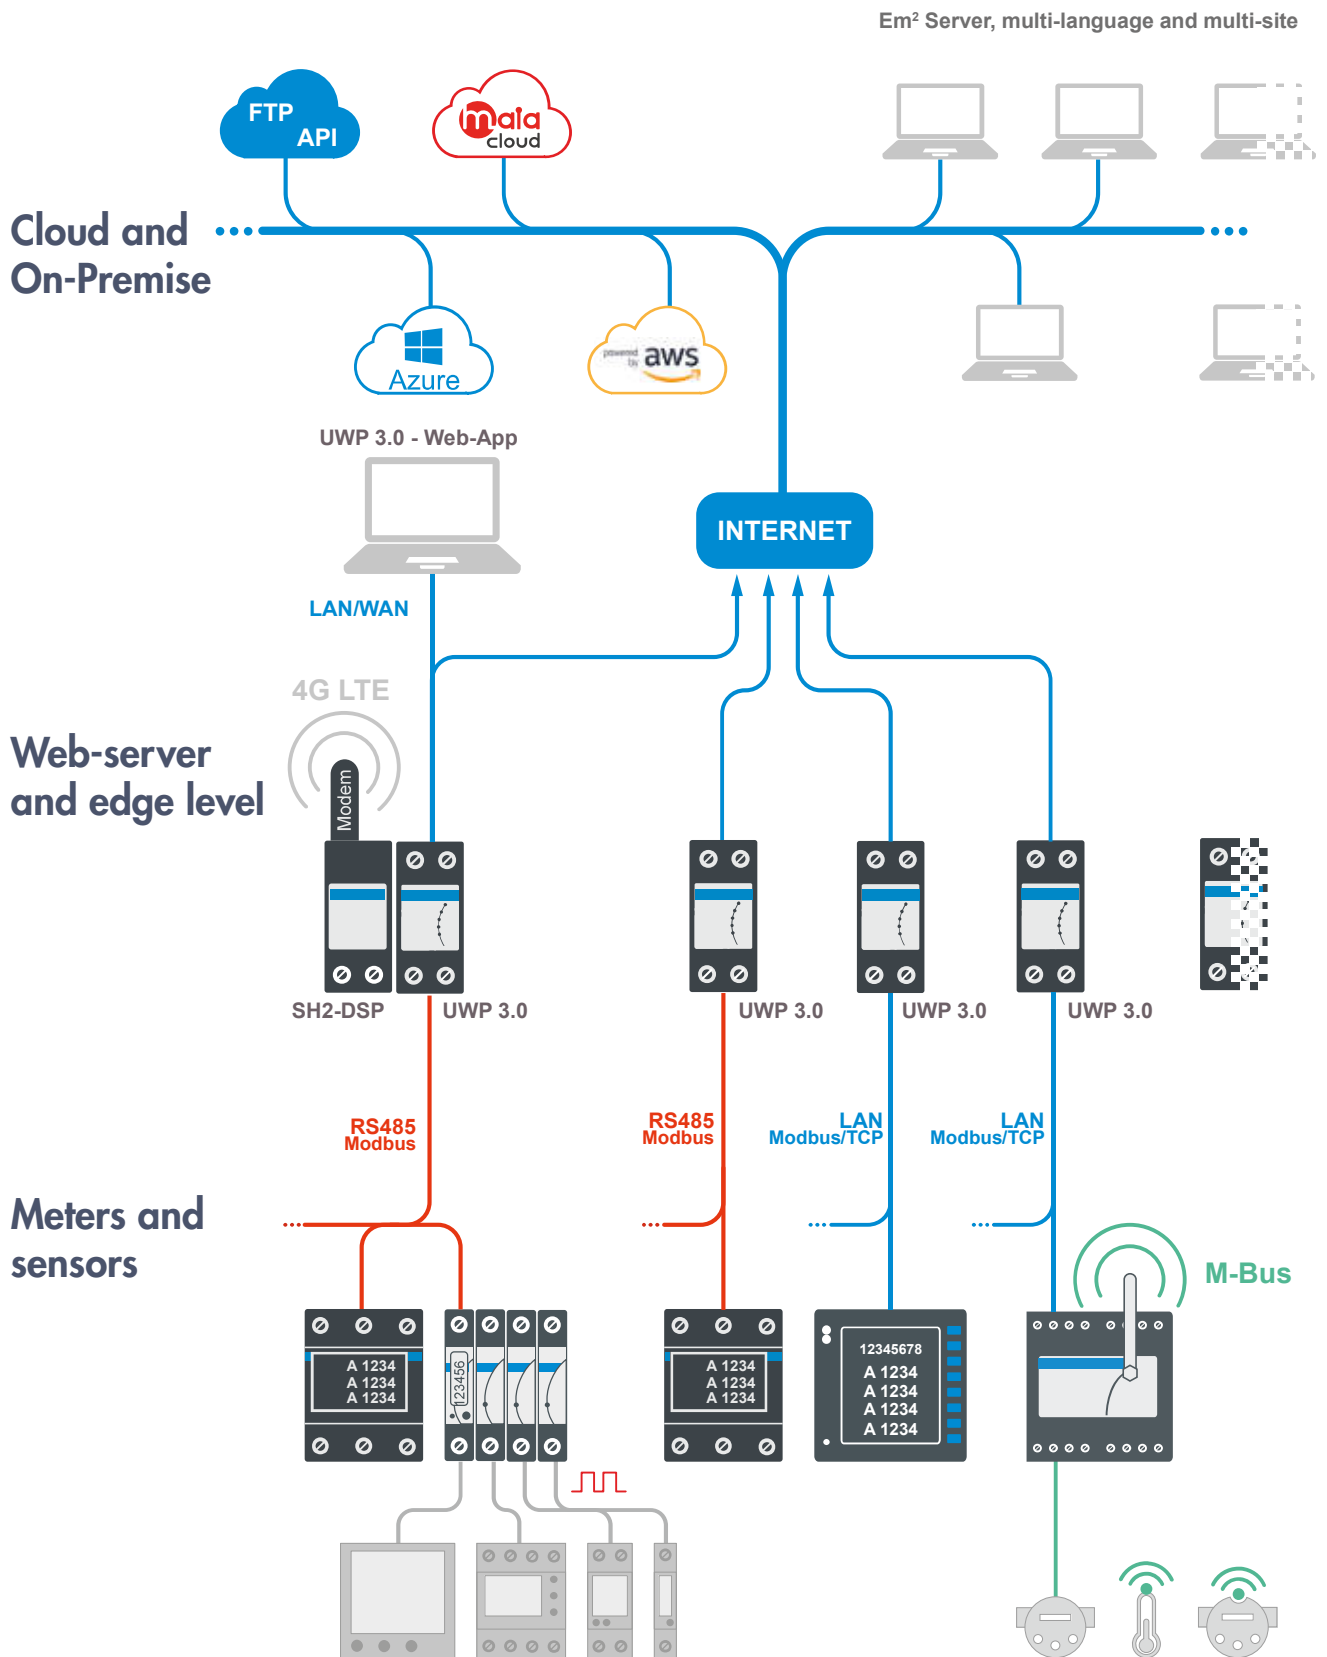 Em² Server, multi-language and multi-site
FTP
API
maia
cloud
Cloud and
On-Premise
Azure
powered
by
aws
UWP 3.0 - Web-App
INTERNET
LAN/WAN
4G LTE
Web-server
and edge level
Modem
SH2-DSP
UWP 3.0
UWP 3.0
UWP 3.0
UWP 3.0
RS485
Modbus
RS485
Modbus
LAN
Modbus/TCP
LAN
Modbus/TCP
Meters and
sensors
M-Bus
A 1234
A 1234
A 1234
123456
A 1234
A 1234
A 1234
12345678
A 1234
A 1234
A 1234
A 1234